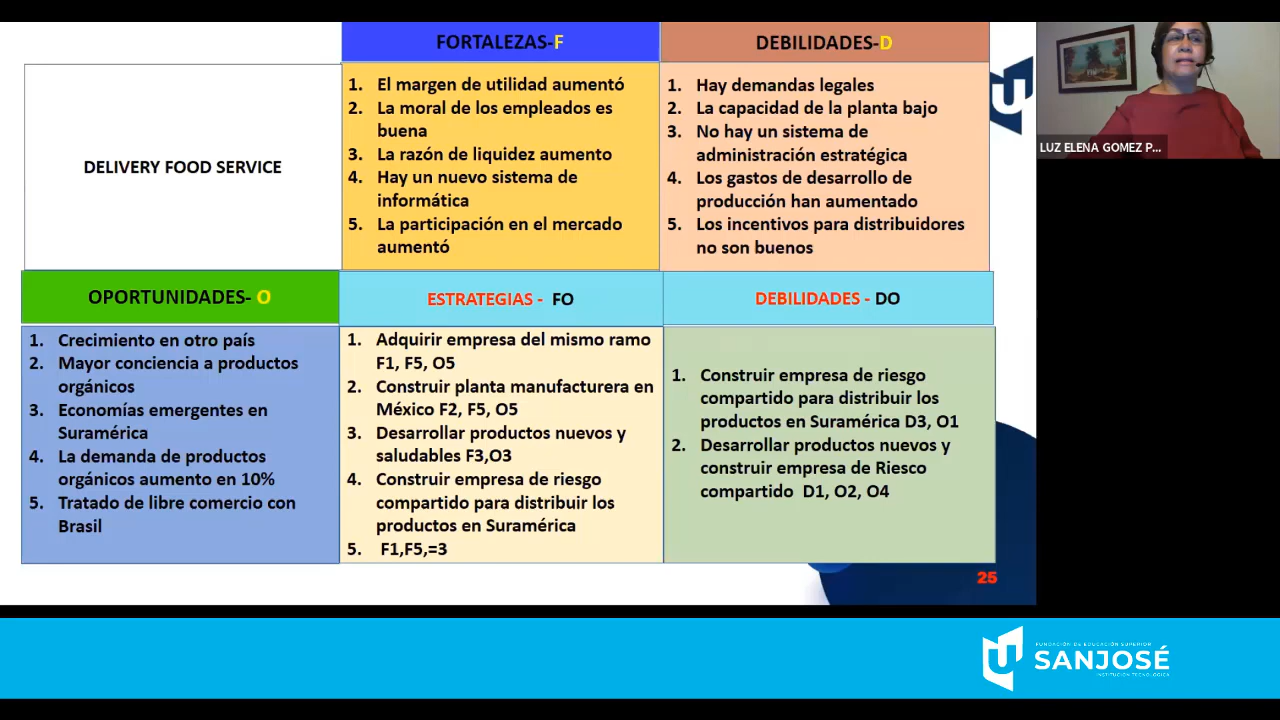 FORTALEZAS-F
DEBILIDADES-D
DELIVERY FOOD SERVICE
1. El margen de utilidad aumentó
2. La moral de los empleados es
buena
3. La razón de liquidez aumento
4. Hay un nuevo sistema de
informática
5. La participación en el mercado
aumentó
1. Hay demandas legales
2. La capacidad de la planta bajo
3. No hay un sistema de
administración estratégica
4. Los gastos de desarrollo de
producción han aumentado
5. Los incentivos para distribuidores
no son buenos
OPORTUNIDADES- O
ESTRATEGIAS - FO
DEBILIDADES - DO
1. Crecimiento en otro país
2. Mayor conciencia a productos
orgánicos
3. Economías emergentes en
Suramérica
4. La demanda de productos
orgánicos aumento en 10%
5. Tratado de libre comercio con
Brasil
1. Adquirir empresa del mismo ramo
F1, F5, O5
2. Construir planta manufacturera en
México F2, F5, O5
3. Desarrollar productos nuevos y
saludables F3,O3
4. Construir empresa de riesgo
compartido para distribuir los
productos en Suramérica
5. F1,F5,=3
1. Construir empresa de riesgo
compartido para distribuir los
productos en Suramérica D3, O1
2. Desarrollar productos nuevos y
construir empresa de Riesco
compartido D1, O2, O4
25
LUZ ELENA GOMEZ P...
FUNDACIÓN DE EDUCACIÓN SUPERIOR
SANJOSÉ
INSTITUCIÓN TECNOLÓGICA